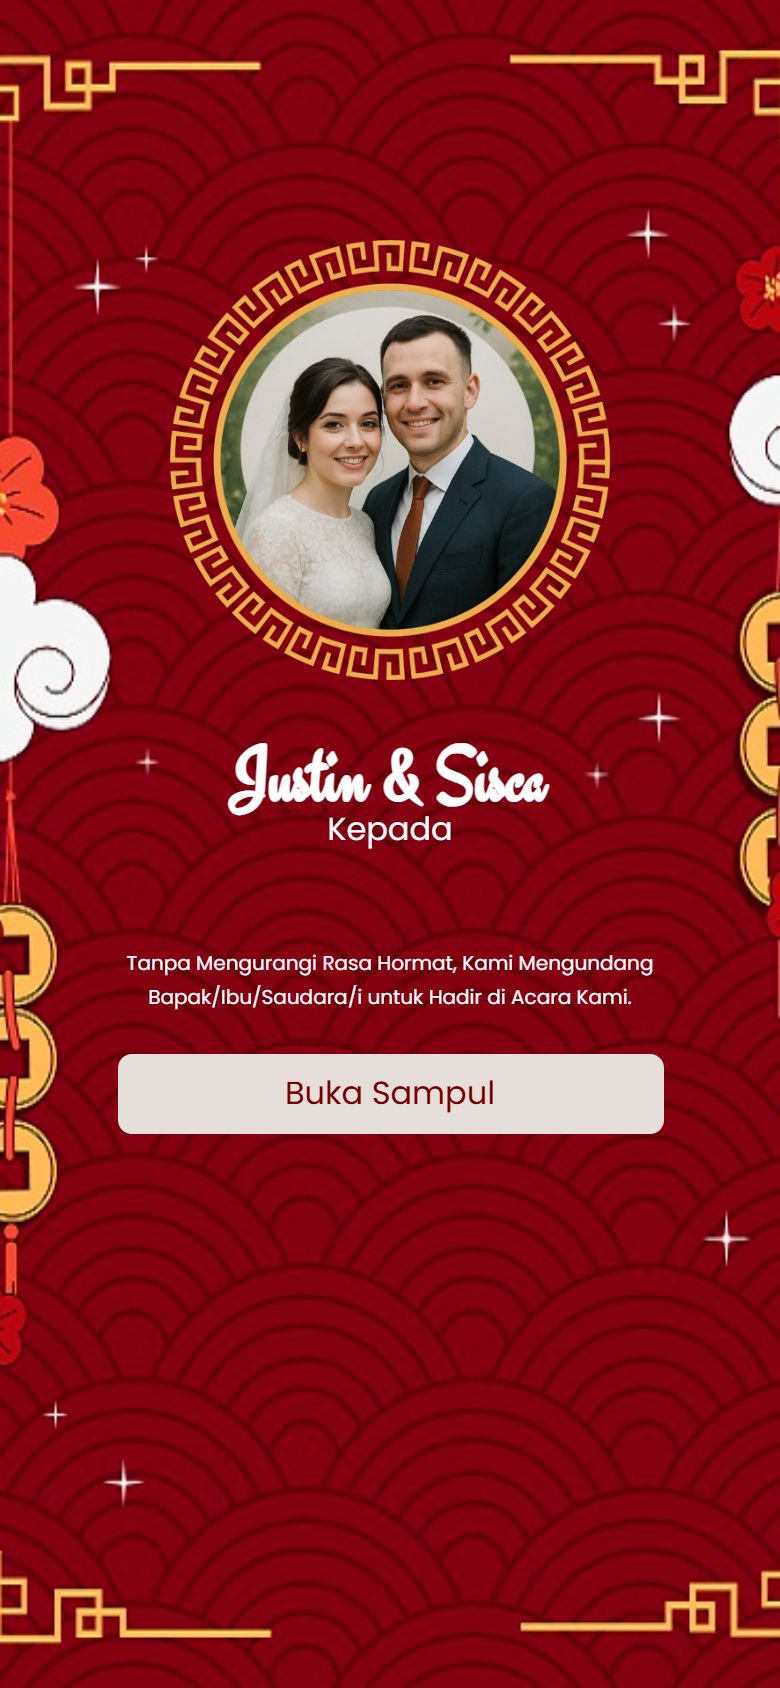 Justin & Sisca
Kepada
Tanpa Mengurangi Rasa Hormat, Kami Mengundang
Bapak/Ibu/Saudara/i untuk Hadir di Acara Kami.
Buka Sampul